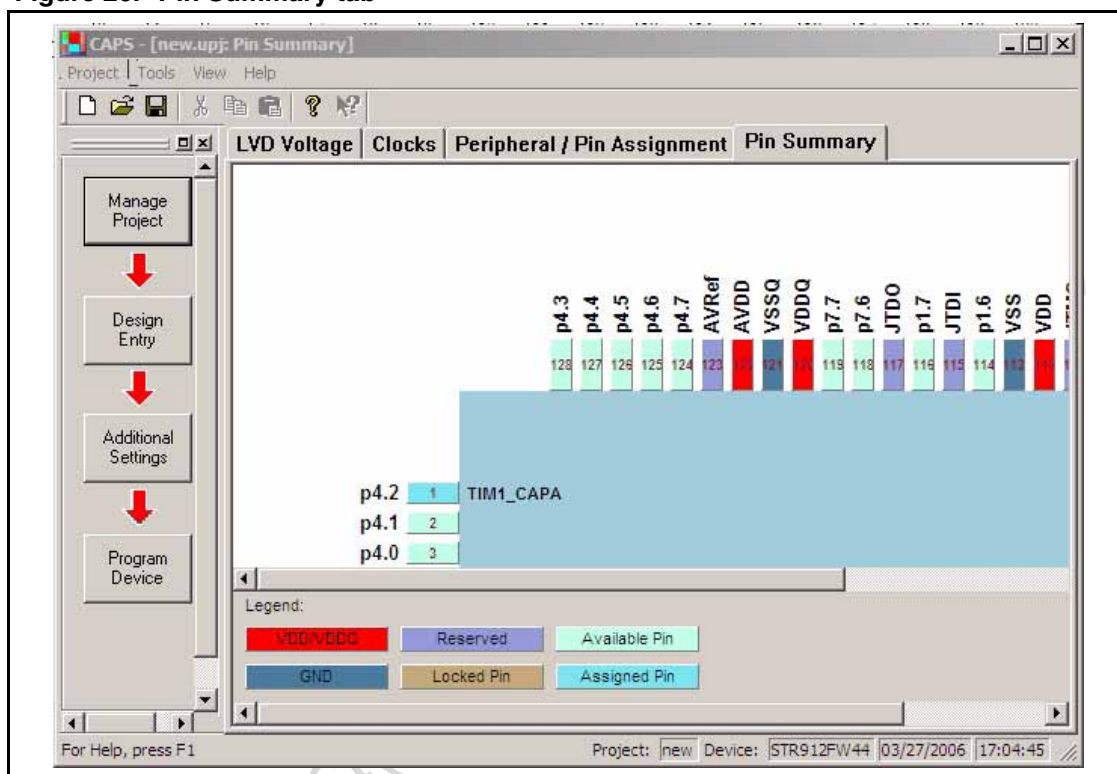 CAPS - [new.upj: Pin Summary]
Project Tools View Help
LVD Voltage Clocks Peripheral / Pin Assignment Pin Summary
Manage
Project
Design
Entry
Additional
Settings
Program
Device
p4.3 p4.4 p4.5 p4.6 p4.7 AVRef AVDD VSSQ VDDQ p7.7 p7.6 JTDO p1.7 JTDI p1.6 VSS VDD
128 127 126 125 124 123 121 119 118 117 116 115 114
p4.2 1 TIM1_CAPA
p4.1 2
p4.0 3
Legend:
VDD/VDDQ Reserved Available Pin
GND Locked Pin Assigned Pin
For Help, press F1 Project: new Device: STR912FW44 03/27/2006 17:04:45